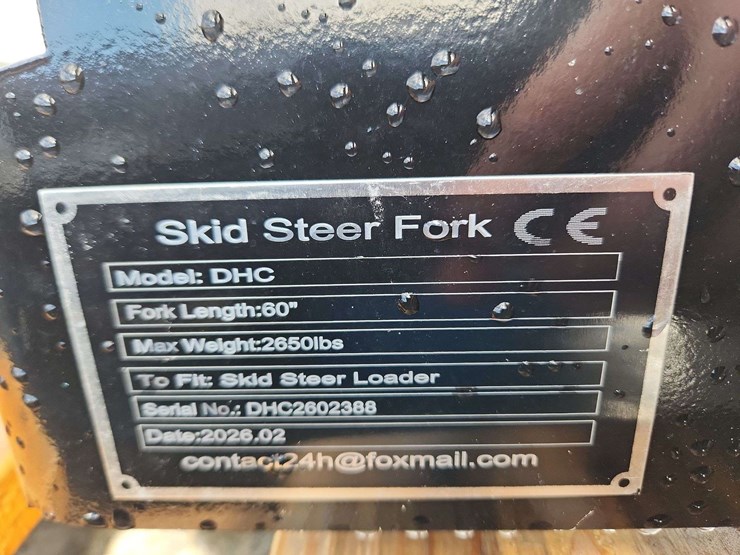 Skid Steer Fork CE
Model: DHC
Fork Length:60"
Max Weight:2650lbs
To Fit: Skid Steer Loader
Serial No.: DHC2602388
Date:2026.02
contact24h@foxmail.com